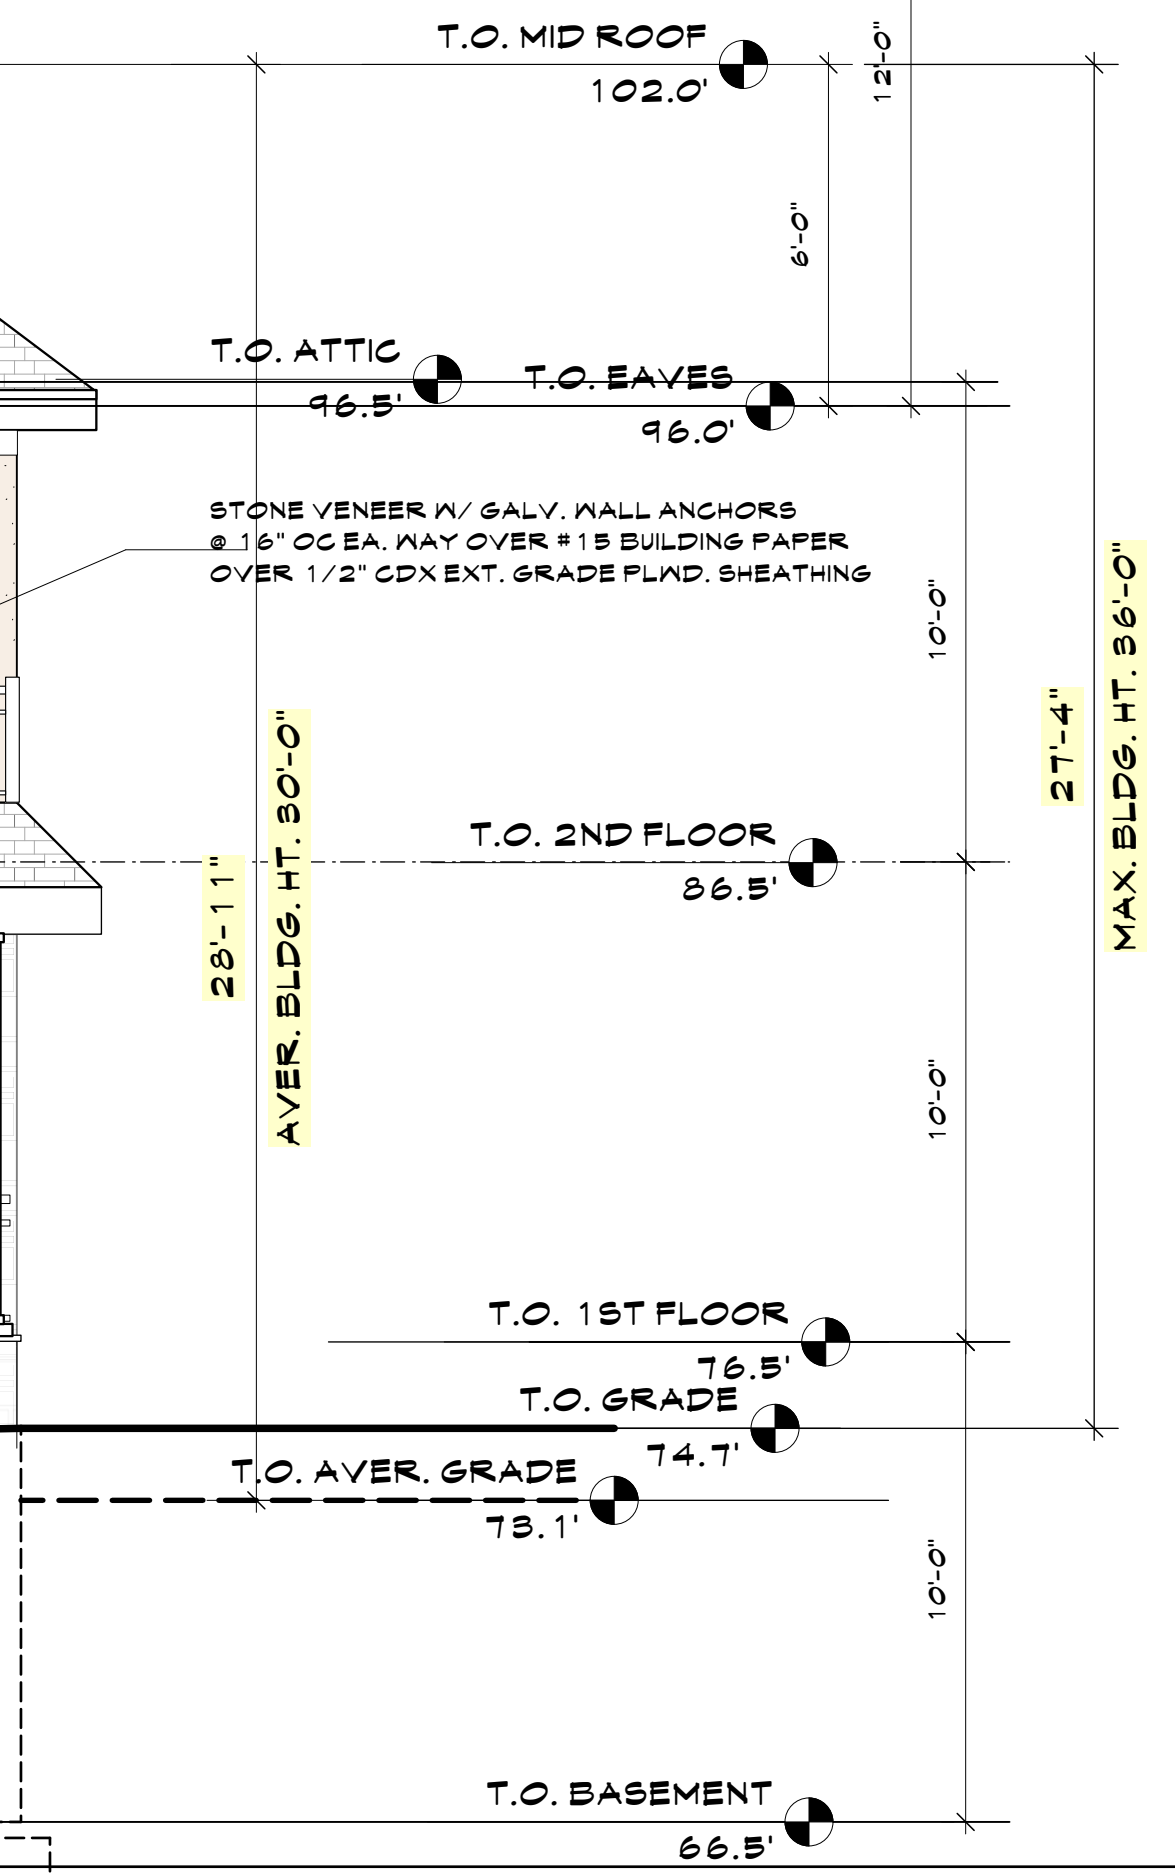 T.O. MID ROOF
102.0'
12'-0"
6'-0"
T.O. ATTIC
96.5'
T.O. EAVES
96.0'
STONE VENEER W/ GALV. WALL ANCHORS
@ 16" OC EA. WAY OVER #15 BUILDING PAPER
OVER 1/2" CDX EXT. GRADE PLWD. SHEATHING
10'-0"
27'-4"
MAX. BLDG. HT. 36'-0"
28'-11"
AVER. BLDG. HT. 30'-0"
T.O. 2ND FLOOR
86.5'
10'-0"
T.O. 1ST FLOOR
76.5'
T.O. GRADE
74.7'
T.O. AVER. GRADE
73.1'
10'-0"
T.O. BASEMENT
66.5'